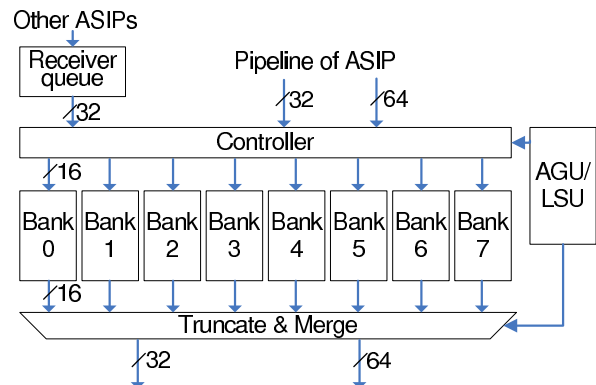 Other ASIPs
Receiver
queue
Pipeline of ASIP
32
32
64
Controller
AGU/
LSU
16
Bank
0
Bank
1
Bank
2
Bank
3
Bank
4
Bank
5
Bank
6
Bank
7
16
Truncate & Merge
32
64